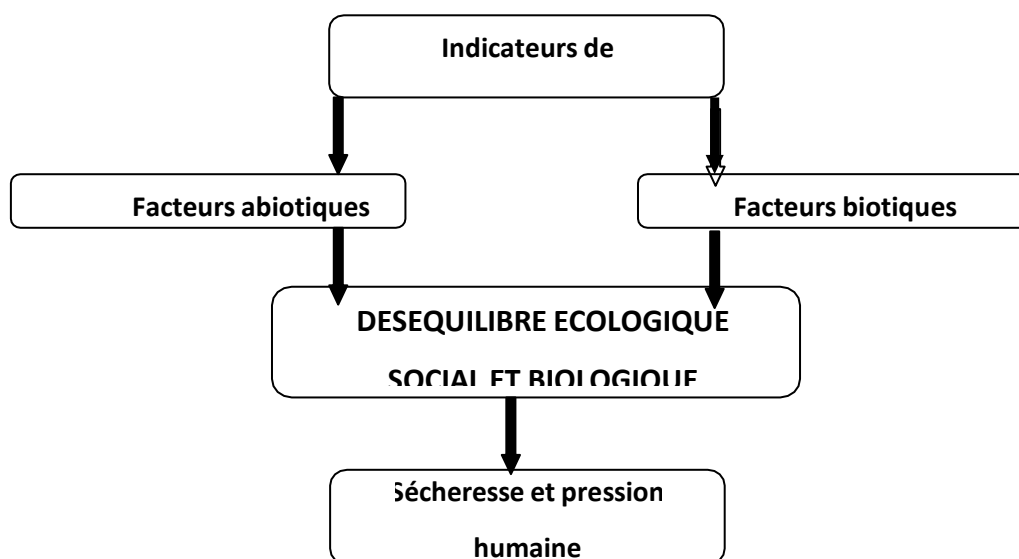 Indicateurs de
Facteurs abiotiques
Facteurs biotiques
DESEQUILIBRE ECOLOGIQUE
SOCIAL ET BIOLOGIQUE
Sécheresse et pression
humaine